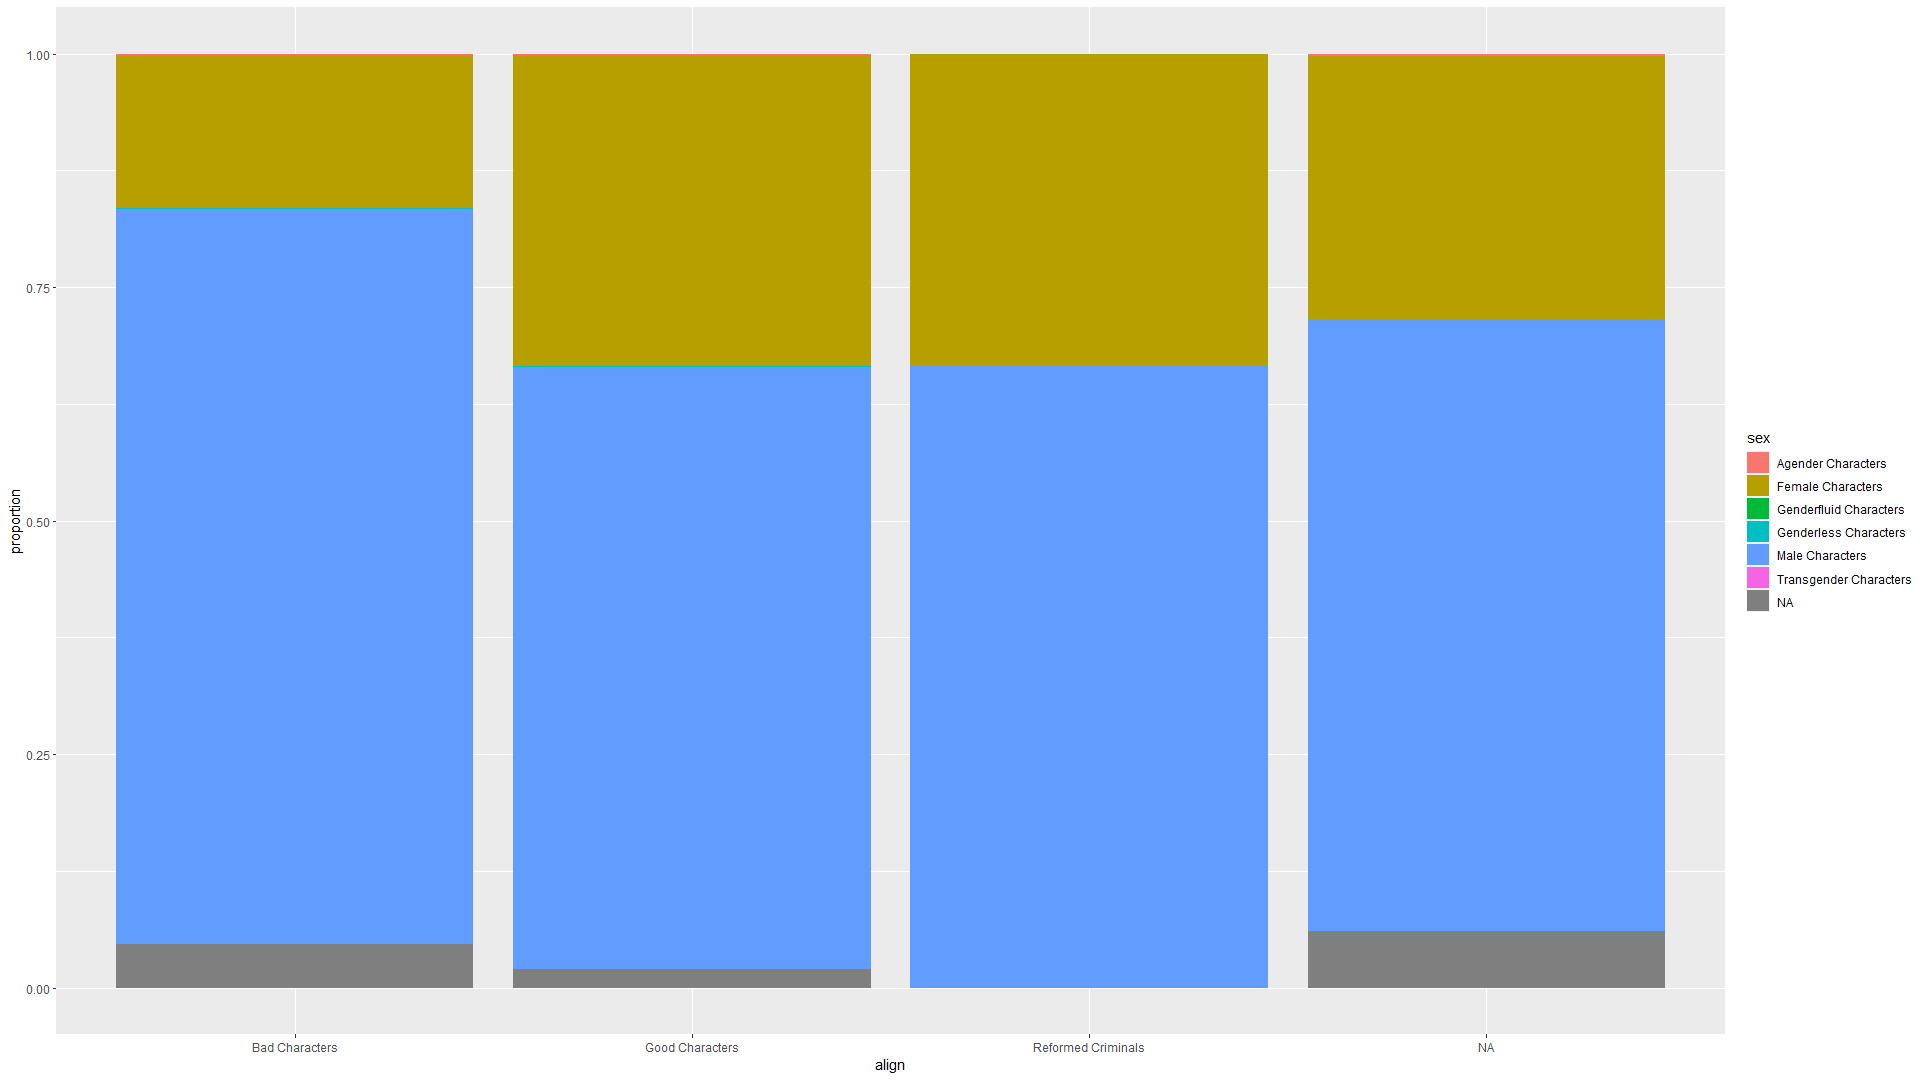 1.00
0.75
0.50
0.25
0.00
proportion
Bad Characters
Good Characters
Reformed Criminals
NA
align
sex
Agender Characters
Female Characters
Genderfluid Characters
Genderless Characters
Male Characters
Transgender Characters
NA